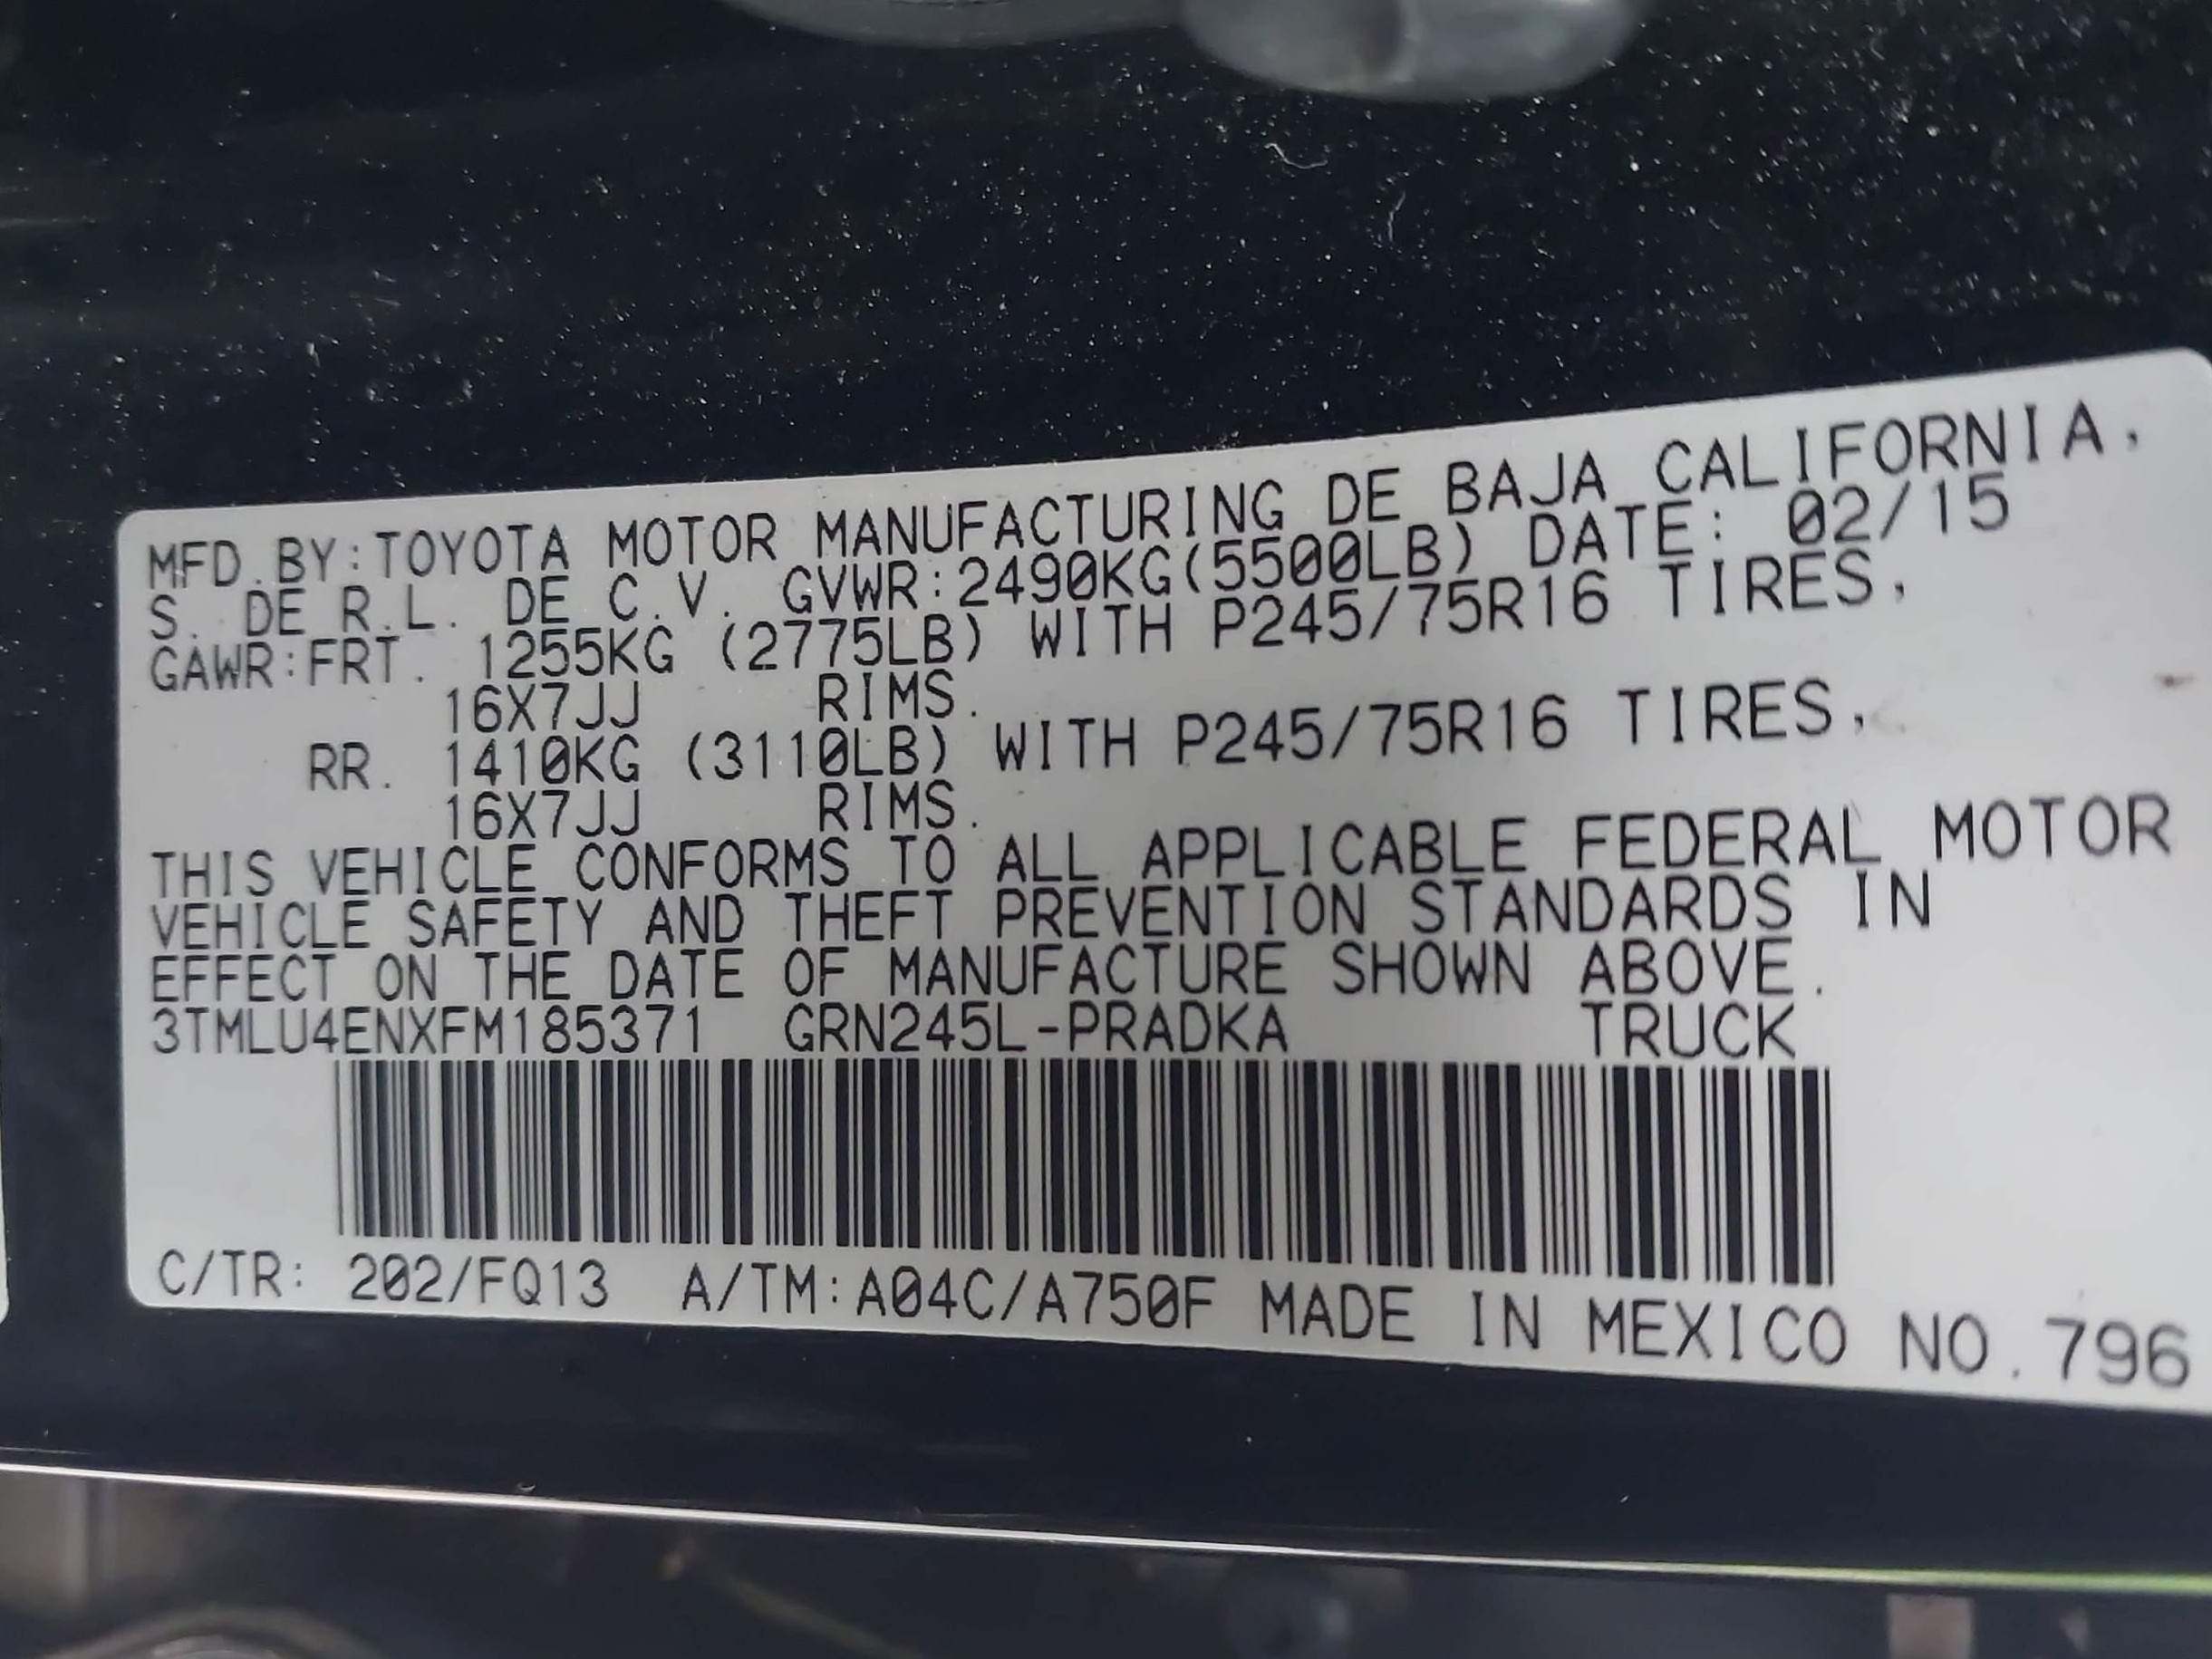 MFD.BY:TOYOTA MOTOR MANUFACTURING DE BAJA CALIFORNIA,
S. DE R.L. DE C.V. GVWR:2490KG(5500LB) DATE: 02/15
GAWR:FRT. 1255KG (2775LB) WITH P245/75R16 TIRES,
16X7JJ RIMS.
RR. 1410KG (3110LB) WITH P245/75R16 TIRES,
16X7JJ RIMS.
THIS VEHICLE CONFORMS TO ALL APPLICABLE FEDERAL MOTOR
VEHICLE SAFETY AND THEFT PREVENTION STANDARDS IN
EFFECT ON THE DATE OF MANUFACTURE SHOWN ABOVE.
3TMLU4ENXFM185371 GRN245L-PRADKA TRUCK
C/TR: 202/FQ13 A/TM:A04C/A750F MADE IN MEXICO NO.796